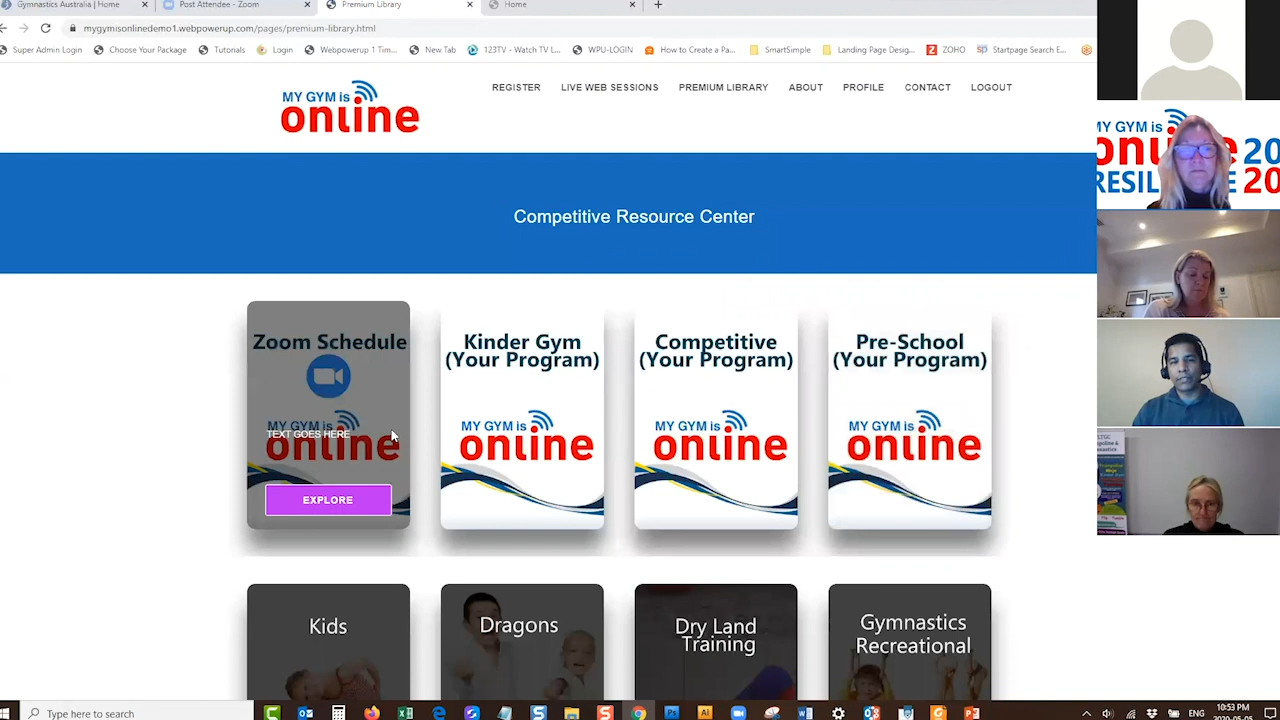 Gymnastics Australia | Home
Post Attendee - Zoom
Premium Library
Home
mygymisonlinedemo1.webpowerup.com/pages/premium-library.html
Super Admin Login
Choose Your Package
Tutonals
Login
Webpowerup 1 Tim...
New Tab
123TV - Watch TV L...
WPU-LOGIN
How to Create a Pa...
SmartSimple
Landing Page Desig...
ZOHO
Startpage Search E...
MY GYM is
online
REGISTER
LIVE WEB SESSIONS
PREMIUM LIBRARY
ABOUT
PROFILE
CONTACT
LOGOUT
Competitive Resource Center
Zoom Schedule
TEXT GOES HERE
MY GYM is
online
EXPLORE
Kinder Gym
(Your Program)
MY GYM is
online
Competitive
(Your Program)
MY GYM is
online
Pre-School
(Your Program)
MY GYM is
online
Kids
Dragons
Dry Land
Training
Gymnastics
Recreational
MY GYM is
20
20
Type here to search
ENG
10:53 PM
2020-05-05